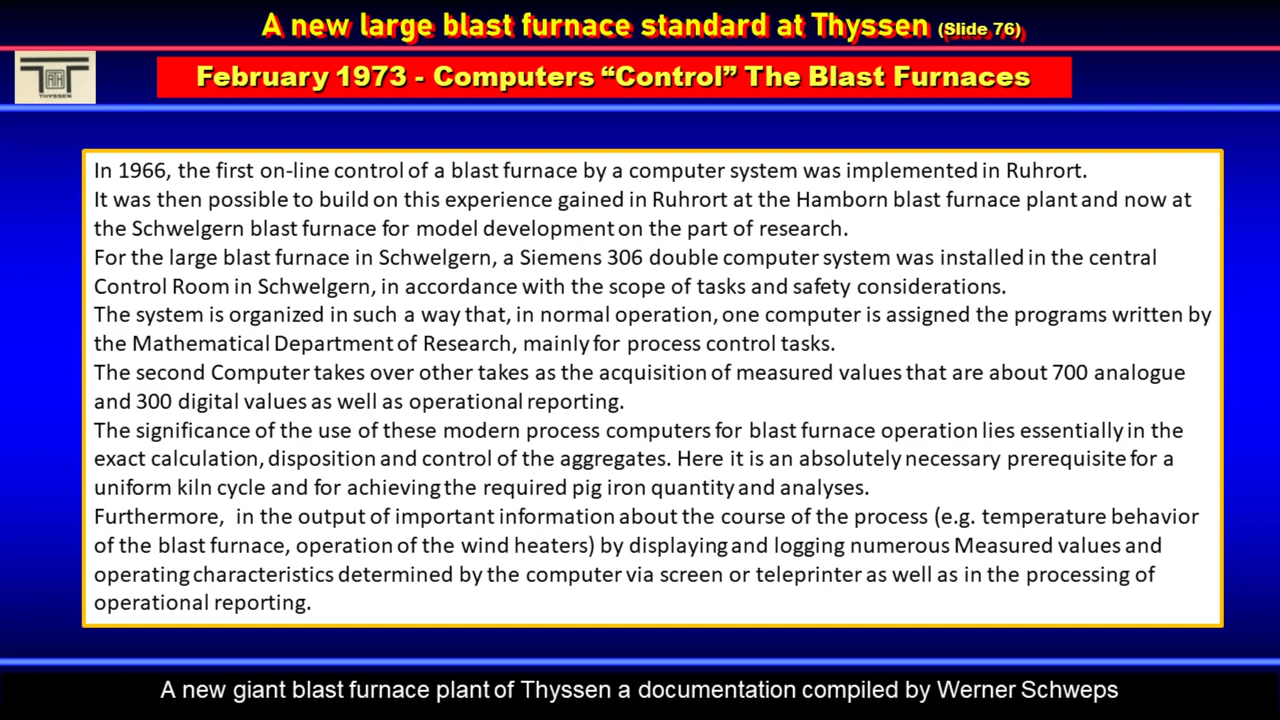 A new large blast furnace standard at Thyssen (Slide 76)
ATH
THYSSEN
February 1973 - Computers “Control” The Blast Furnaces
In 1966, the first on-line control of a blast furnace by a computer system was implemented in Ruhrort.
It was then possible to build on this experience gained in Ruhrort at the Hamborn blast furnace plant and now at
the Schwelgern blast furnace for model development on the part of research.
For the large blast furnace in Schwelgern, a Siemens 306 double computer system was installed in the central
Control Room in Schwelgern, in accordance with the scope of tasks and safety considerations.
The system is organized in such a way that, in normal operation, one computer is assigned the programs written by
the Mathematical Department of Research, mainly for process control tasks.
The second Computer takes over other takes as the acquisition of measured values that are about 700 analogue
and 300 digital values as well as operational reporting.
The significance of the use of these modern process computers for blast furnace operation lies essentially in the
exact calculation, disposition and control of the aggregates. Here it is an absolutely necessary prerequisite for a
uniform kiln cycle and for achieving the required pig iron quantity and analyses.
Furthermore,  in the output of important information about the course of the process (e.g. temperature behavior
of the blast furnace, operation of the wind heaters) by displaying and logging numerous Measured values and
operating characteristics determined by the computer via screen or teleprinter as well as in the processing of
operational reporting.
A new giant blast furnace plant of Thyssen a documentation compiled by Werner Schweps